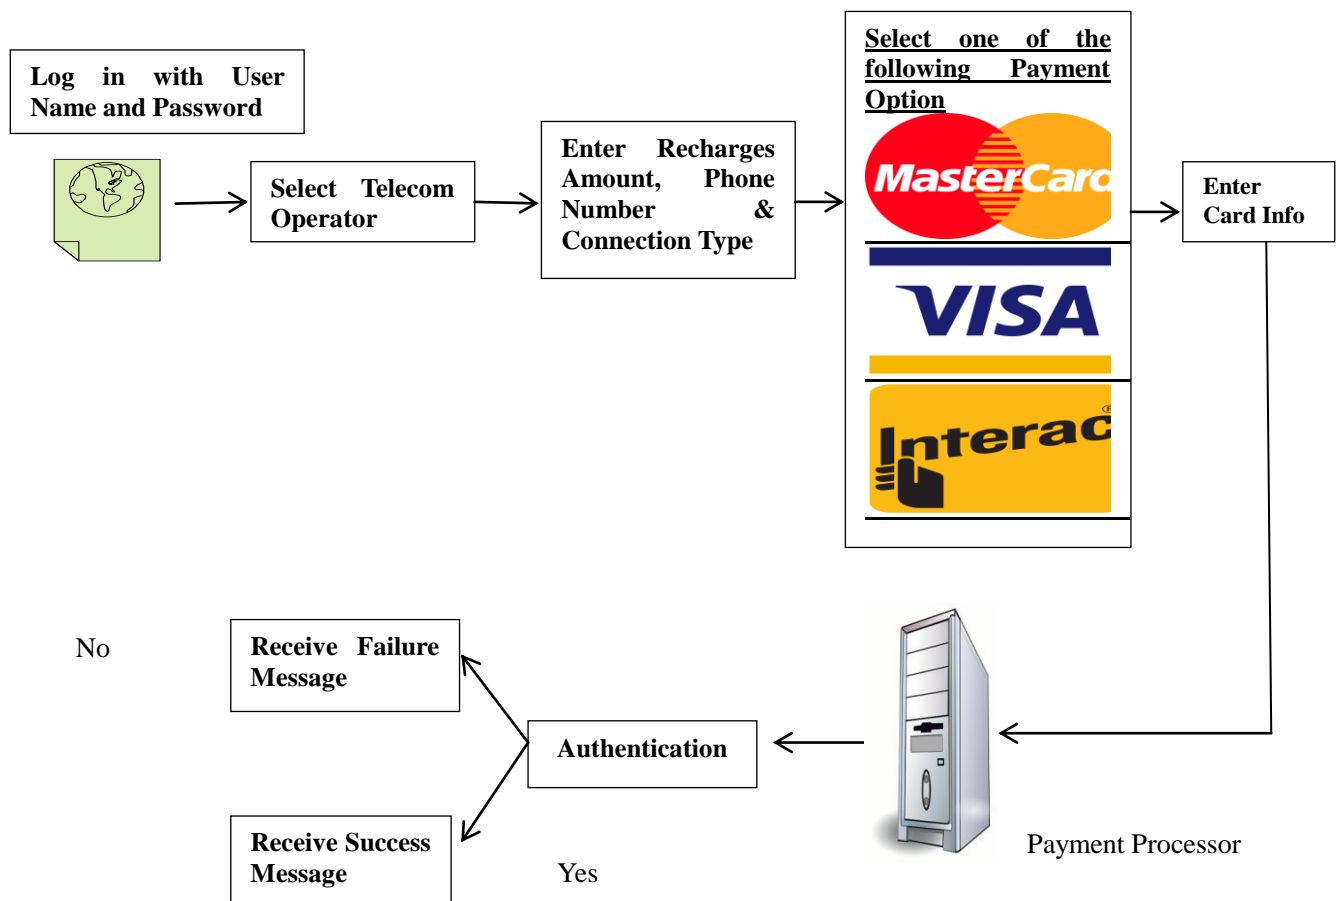 Log in with User
Name and Password
Select Telecom
Operator
Enter Recharges
Amount, Phone
Number &
Connection Type
Select one of the
following Payment
Option
MasterCard
VISA
Interac
Enter
Card Info
No
Receive Failure
Message
Authentication
Receive Success
Message
Yes
Payment Processor